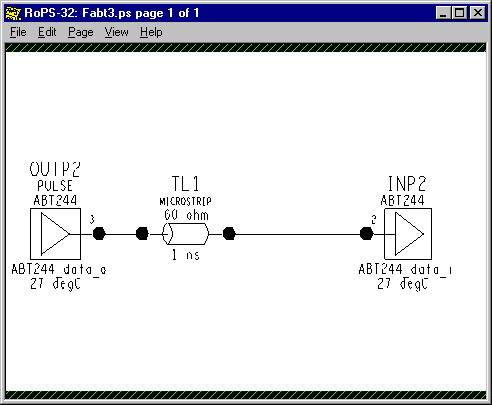 RoPS-32: Fabt3.ps page 1 of 1
File Edit Page View Help
OUTP2
PULSE
ABT244
3
ABT244_data_o
27 degC
TL1
MICROSTRIP
60 ohm
1 ns
INP2
ABT244
2
ABT244_data_i
27 degC